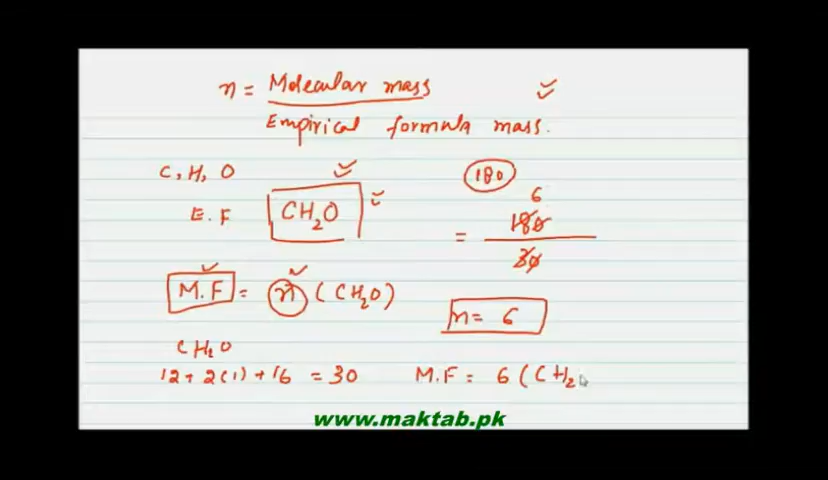 n = Molecular mass
Empirical formula mass.
C, H, O
180
E.F CH2O
6
= 180
30
M.F = n (CH2O)
n = 6
CH2O
12 + 2(1) + 16 = 30
M.F = 6 (CH2
www.maktab.pk